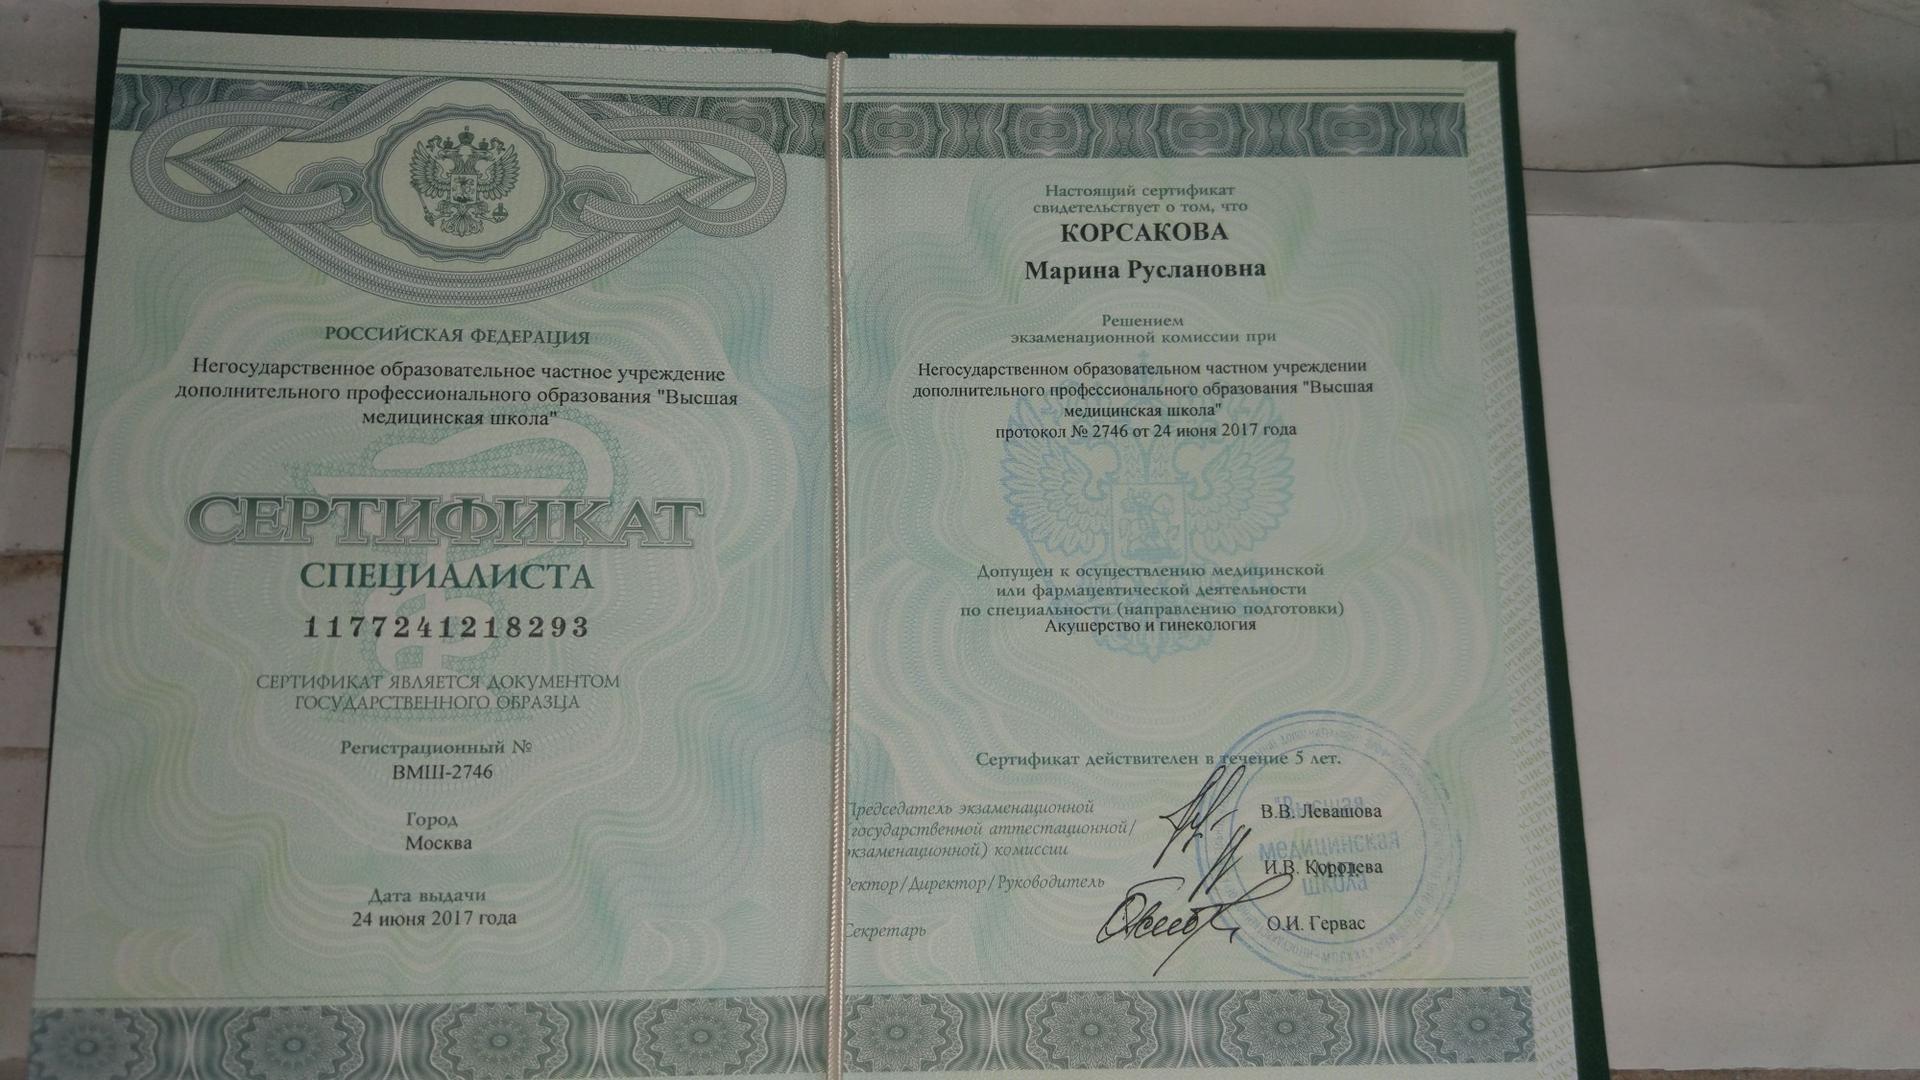 РОССИЙСКАЯ ФЕДЕРАЦИЯ
Негосударственное образовательное частное учреждение
дополнительного профессионального образования "Высшая
медицинская школа"
СЕРТИФИКАТ
СПЕЦИАЛИСТА
1177241218293
СЕРТИФИКАТ ЯВЛЯЕТСЯ ДОКУМЕНТОМ
ГОСУДАРСТВЕННОГО ОБРАЗЦА
Регистрационный №
ВМШ-2746
Город
Москва
Дата выдачи
24 июня 2017 года
Настоящий сертификат
свидетельствует о том, что
КОРСАКОВА
Марина Руслановна
Решением
экзаменационной комиссии при
Негосударственном образовательном частном учреждении
дополнительного профессионального образования "Высшая
медицинская школа"
протокол № 2746 от 24 июня 2017 года
Допущен к осуществлению медицинской
или фармацевтической деятельности
по специальности (направлению подготовки)
Акушерство и гинекология
Сертификат действителен в течение 5 лет.
Председатель экзаменационной
государственной аттестационной/
экзаменационной) комиссии
В.В. Левашова
Ректор/Директор/Руководитель
И.В. Королева
М.П.
Секретарь
О.И. Гервас
"Высшая
медицинская
школа"